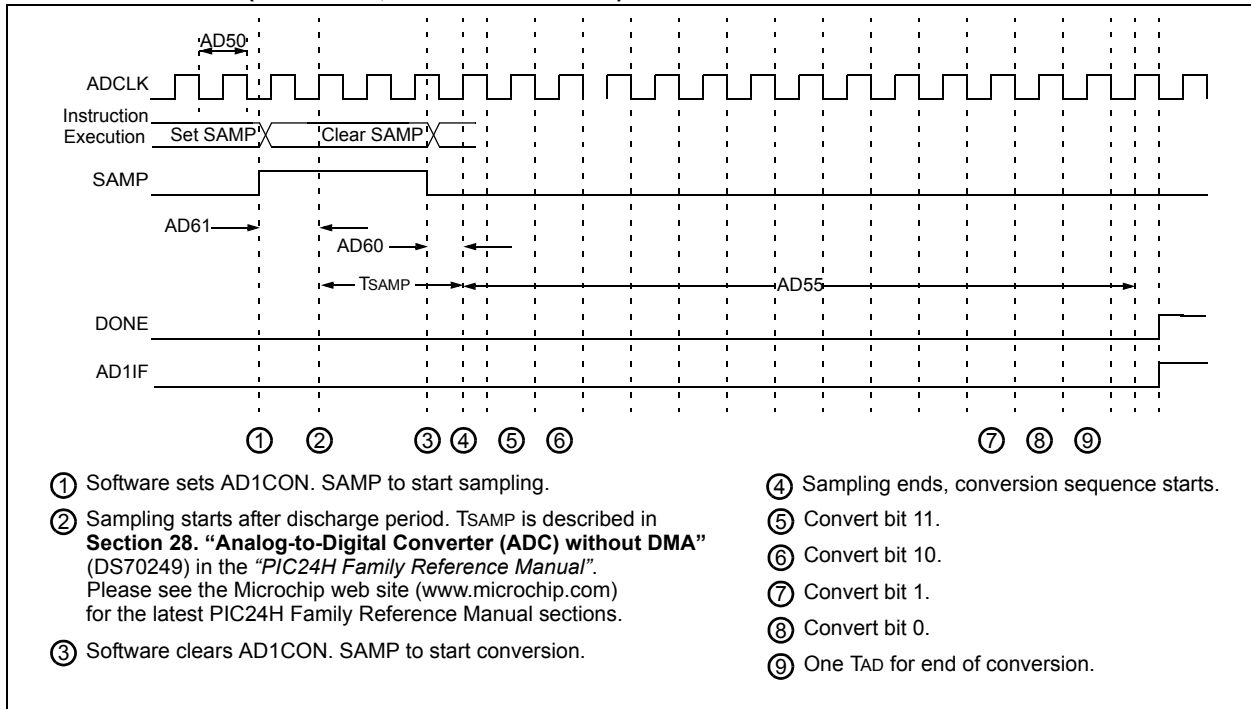 AD50
ADCLK
Instruction
Execution
Set SAMP
Clear SAMP
SAMP
AD61
AD60
TSAMP
AD55
DONE
AD1IF
1 2 3 4 5 6 7 8 9
1 Software sets AD1CON. SAMP to start sampling.
2 Sampling starts after discharge period. TSAMP is described in
Section 28. “Analog-to-Digital Converter (ADC) without DMA”
(DS70249) in the “PIC24H Family Reference Manual”.
Please see the Microchip web site (www.microchip.com)
for the latest PIC24H Family Reference Manual sections.
3 Software clears AD1CON. SAMP to start conversion.
4 Sampling ends, conversion sequence starts.
5 Convert bit 11.
6 Convert bit 10.
7 Convert bit 1.
8 Convert bit 0.
9 One TAD for end of conversion.